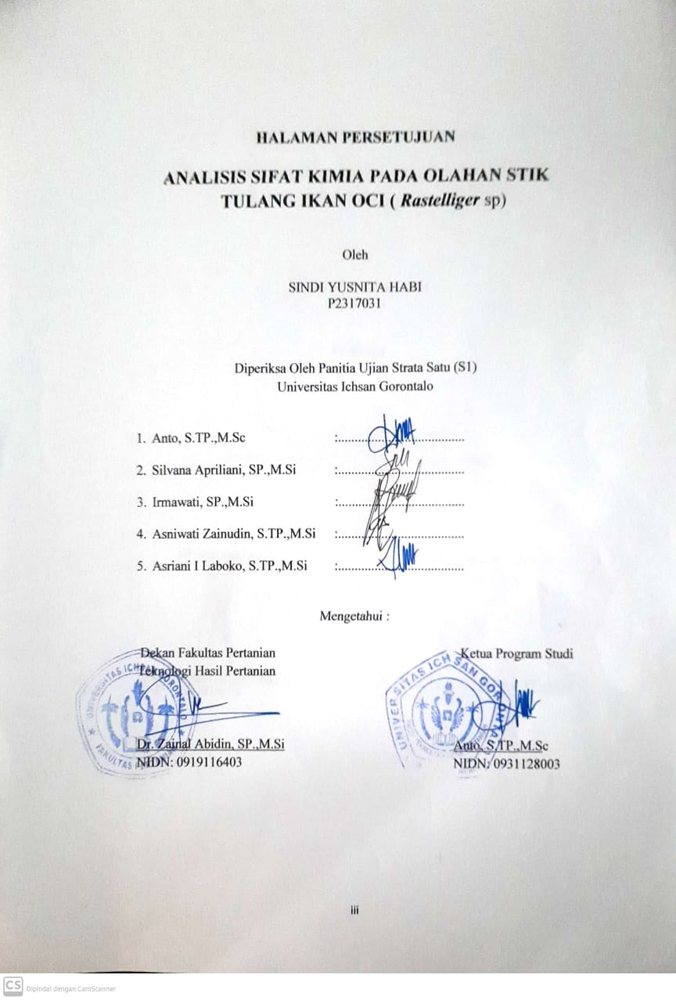 HALAMAN PERSETUJUAN
ANALISIS SIFAT KIMIA PADA OLAHAN STIK
TULANG IKAN OCI ( Rastelliger sp)
Oleh
SINDI YUSNITA HABI
P2317031
Diperiksa Oleh Panitia Ujian Strata Satu (S1)
Universitas Ichsan Gorontalo
1. Anto, S.TP.,M.Sc :..............................
2. Silvana Apriliani, SP.,M.Si :..............................
3. Irmawati, SP.,M.Si :..............................
4. Asniwati Zainudin, S.TP.,M.Si :..............................
5. Asriani I Laboko, S.TP.,M.Si :..............................
Mengetahui :
Dekan Fakultas Pertanian Ketua Program Studi
Teknologi Hasil Pertanian
UNIVERSITAS ICHSAN GORONTALO
FAKULTAS
UNIVERSITAS ICHSAN GORONTALO
Dr. Zainal Abidin, SP.,M.Si Anto, S.TP.,M.Sc
NIDN: 0919116403 NIDN: 0931128003
iii
CS Dipindai dengan CamScanner